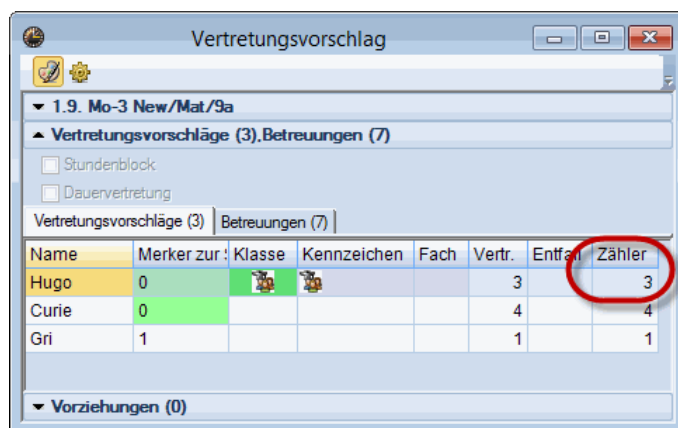 Vertretungsvorschlag
1.9. Mo-3 New/Mat/9a
Vertretungsvorschläge (3),Betreuungen (7)
Stundenblock
Dauervertretung
Vertretungsvorschläge (3) Betreuungen (7)
Name Merker zur Klasse Kennzeichen Fach Vertr. Entfall Zähler
Hugo 0 3 3
Curie 0 4 4
Gri 1 1 1
Vorziehungen (0)